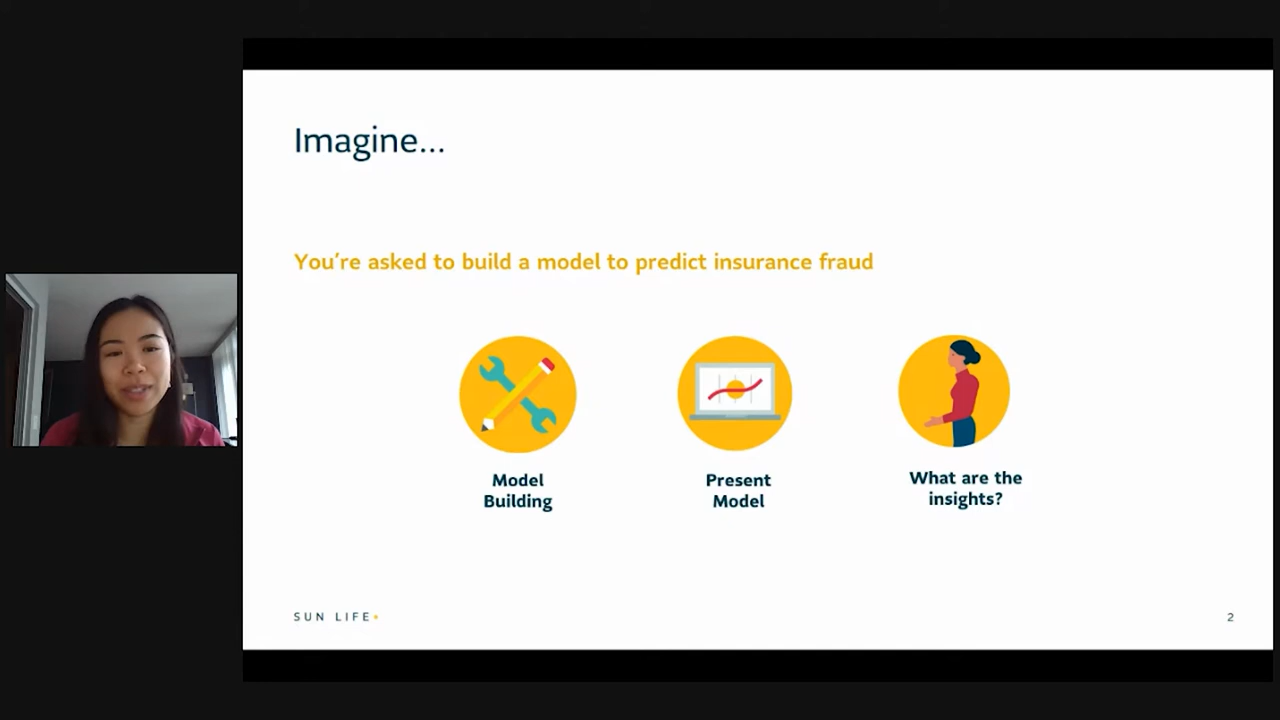 Imagine...
You're asked to build a model to predict insurance fraud
Model
Building
Present
Model
What are the
insights?
SUN LIFE
2